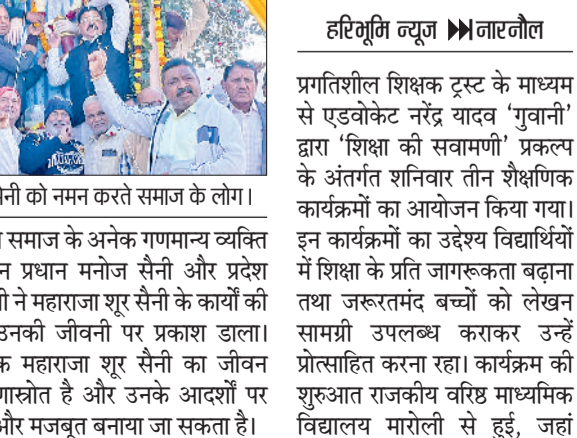 सैनी को नमन करते समाज के लोग।
समाज के अनेक गणमान्य व्यक्ति
प्रधान मनोज सैनी और प्रदेश
ने महाराजा शूर सैनी के कार्यों की
उनकी जीवनी पर प्रकाश डाला।
महाराजा शूर सैनी का जीवन
है और उनके आदर्शों पर
और मजबूत बनाया जा सकता है।
हरिभूमि न्यूज ▶▶ नारनौल
प्रगतिशील शिक्षक ट्रस्ट के माध्यम
से एडवोकेट नरेंद्र यादव ‘गुवानी’
द्वारा ‘शिक्षा की सवामणी’ प्रकल्प
के अंतर्गत शनिवार तीन शैक्षणिक
कार्यक्रमों का आयोजन किया गया।
इन कार्यक्रमों का उद्देश्य विद्यार्थियों
में शिक्षा के प्रति जागरूकता बढ़ाना
तथा जरूरतमंद बच्चों को लेखन
सामग्री उपलब्ध कराकर उन्हें
प्रोत्साहित करना रहा। कार्यक्रम की
शुरुआत राजकीय वरिष्ठ माध्यमिक
विद्यालय मारोली से हुई, जहां